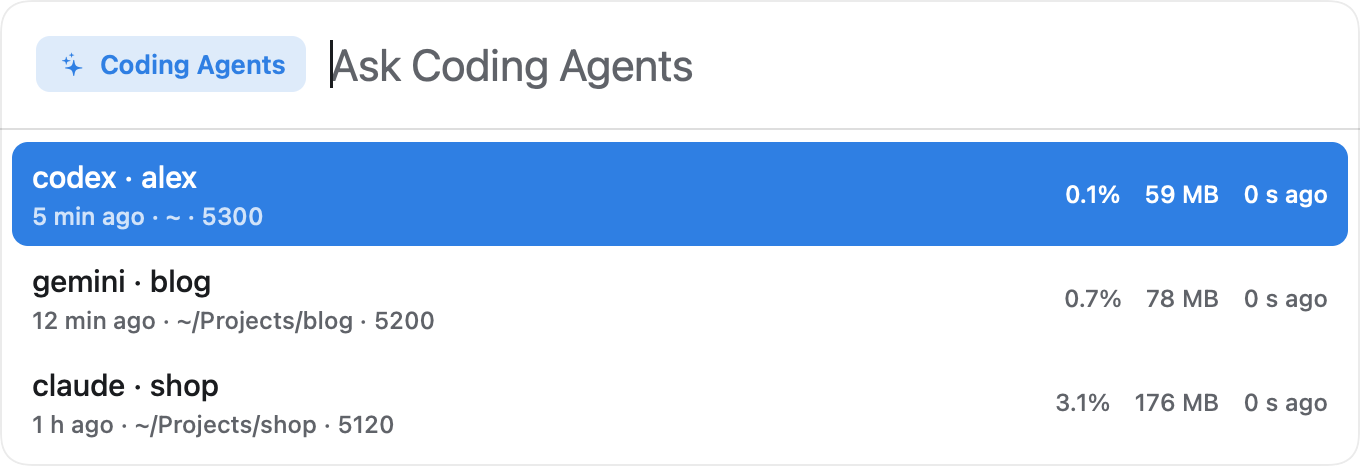 Coding Agents Ask Coding Agents
codex · alex 0.1% 59 MB 0 s ago
5 min ago · ~ · 5300
gemini · blog 0.7% 78 MB 0 s ago
12 min ago · ~/Projects/blog · 5200
claude · shop 3.1% 176 MB 0 s ago
1 h ago · ~/Projects/shop · 5120